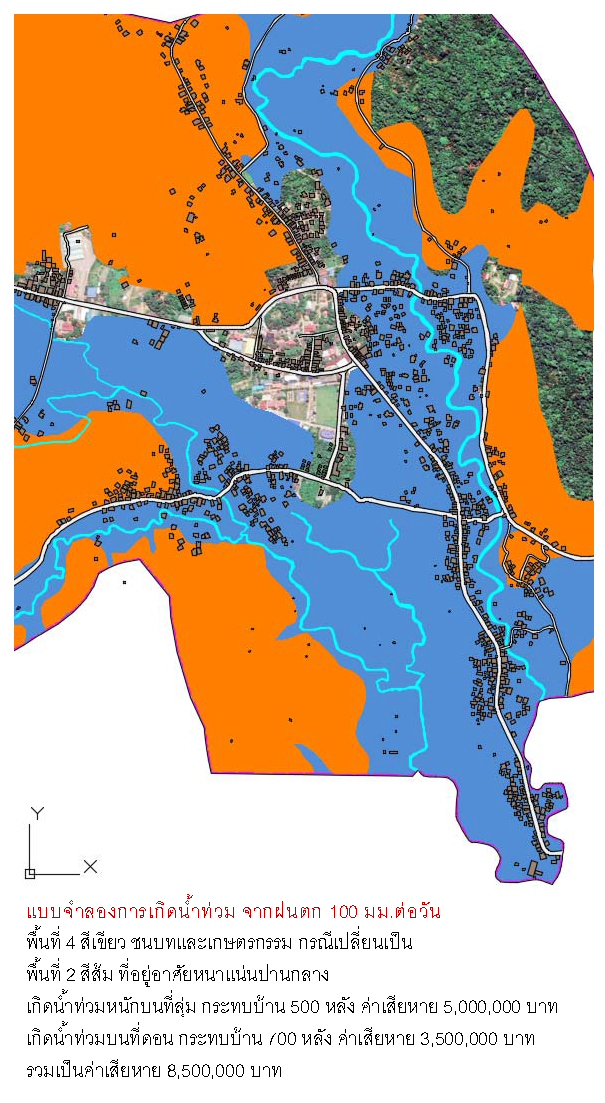 Y
X
แบบจำลองการเกิดน้ำท่วม จากฝนตก 100 มม.ต่อวัน
พื้นที่ 4 สีเขียว ชนบทและเกษตรกรรม กรณีเปลี่ยนเป็น
พื้นที่ 2 สีส้ม ที่อยู่อาศัยหนาแน่นปานกลาง
เกิดน้ำท่วมหนักบนที่ลุ่ม กระทบบ้าน 500 หลัง ค่าเสียหาย 5,000,000 บาท
เกิดน้ำท่วมบนที่ดอน กระทบบ้าน 700 หลัง ค่าเสียหาย 3,500,000 บาท
รวมเป็นค่าเสียหาย 8,500,000 บาท